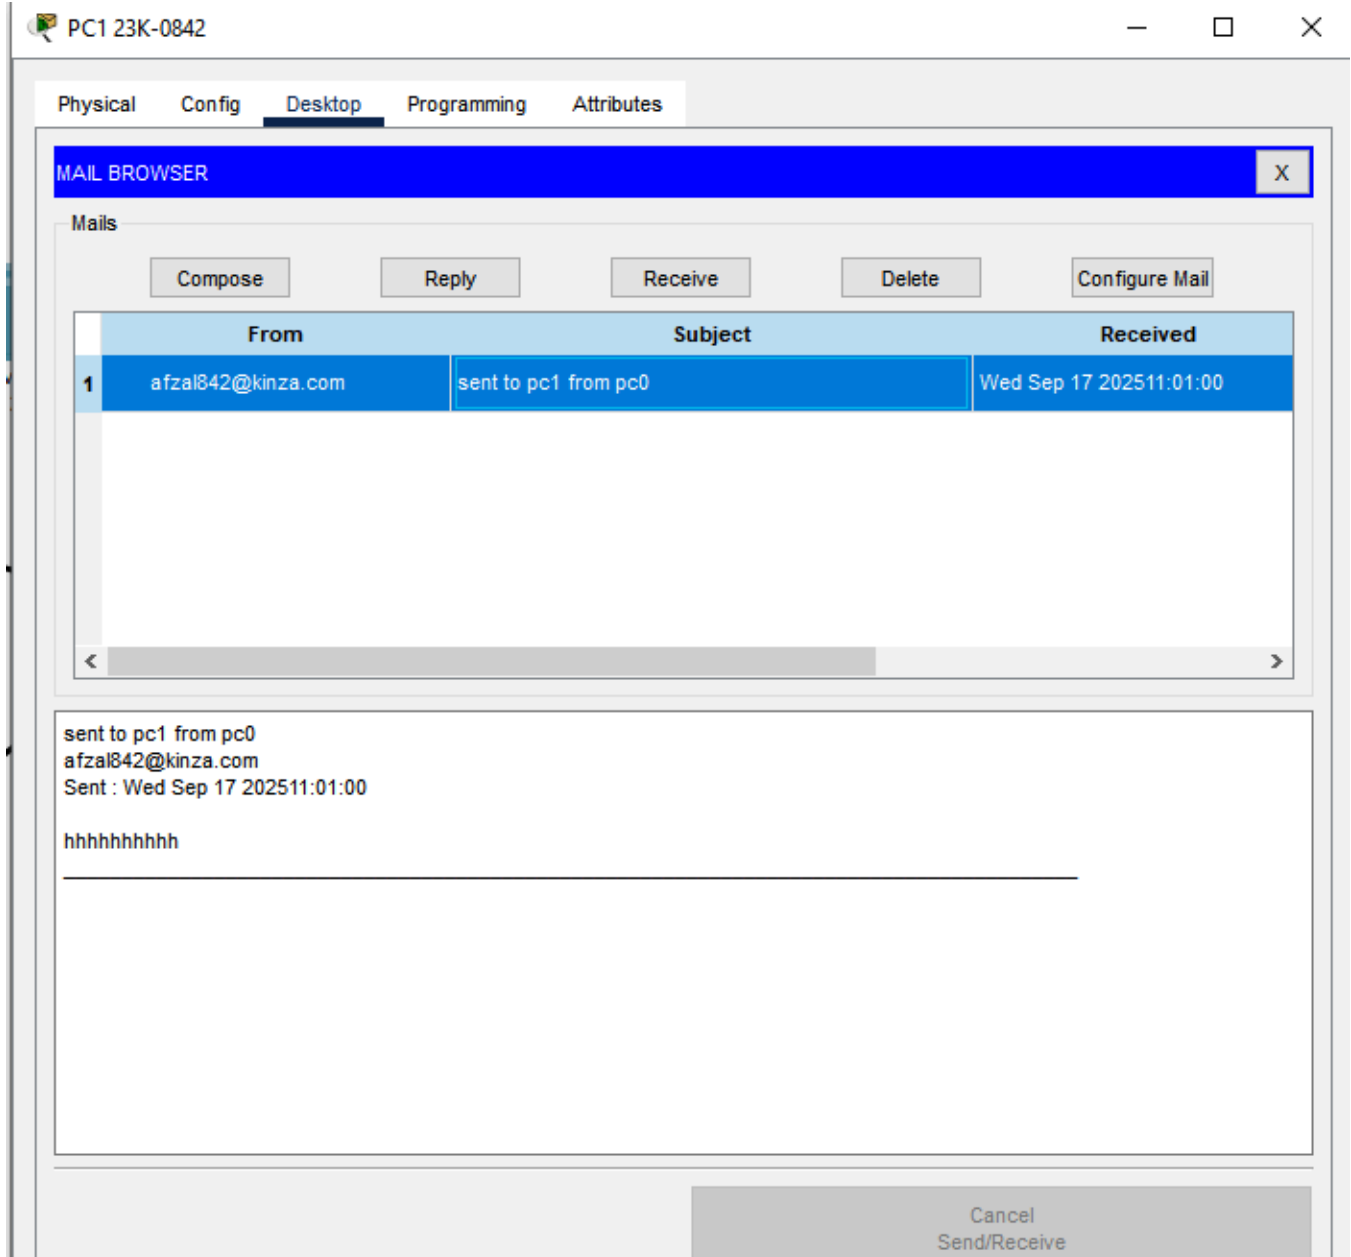 PC1 23K-0842
Physical Config Desktop Programming Attributes
MAIL BROWSER X
Mails
Compose Reply Receive Delete Configure Mail
From Subject Received
1 afzal842@kinza.com sent to pc1 from pc0 Wed Sep 17 202511:01:00
sent to pc1 from pc0
afzal842@kinza.com
Sent : Wed Sep 17 202511:01:00
hhhhhhhhhh
Cancel
Send/Receive